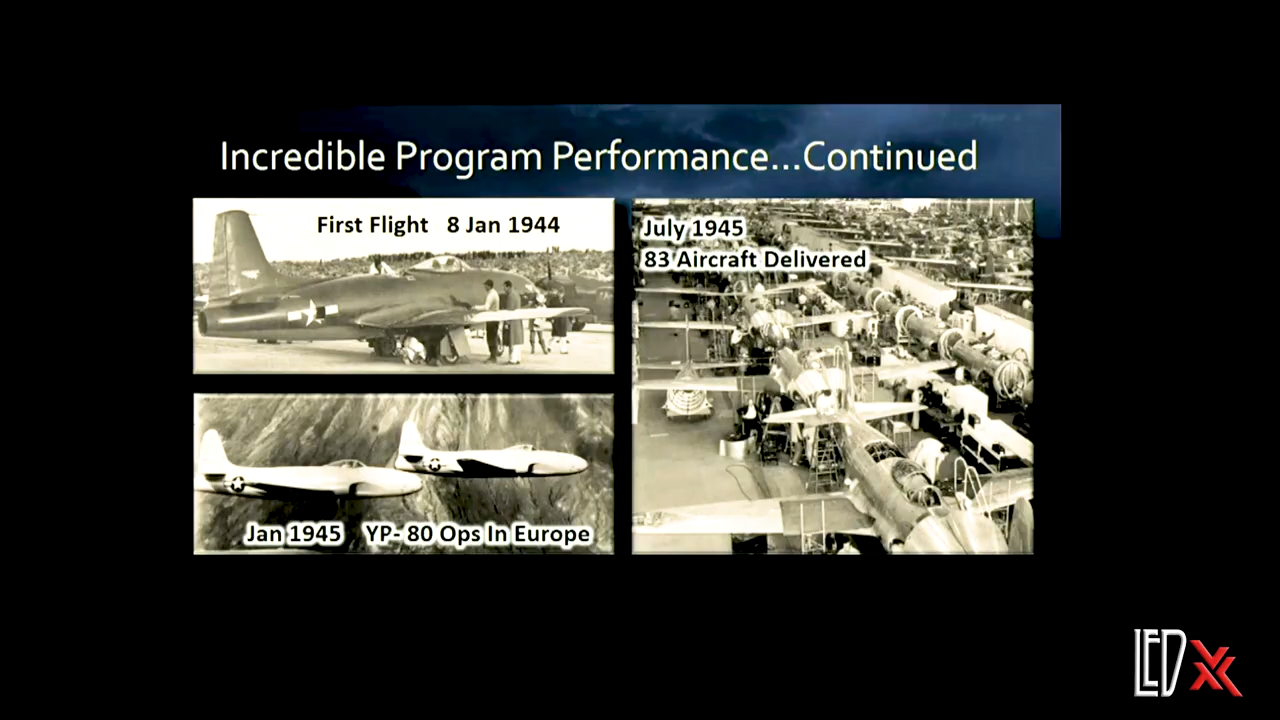 Incredible Program Performance...Continued
First Flight 8 Jan 1944
July 1945
83 Aircraft Delivered
Jan 1945 YP- 80 Ops In Europe
LEDX